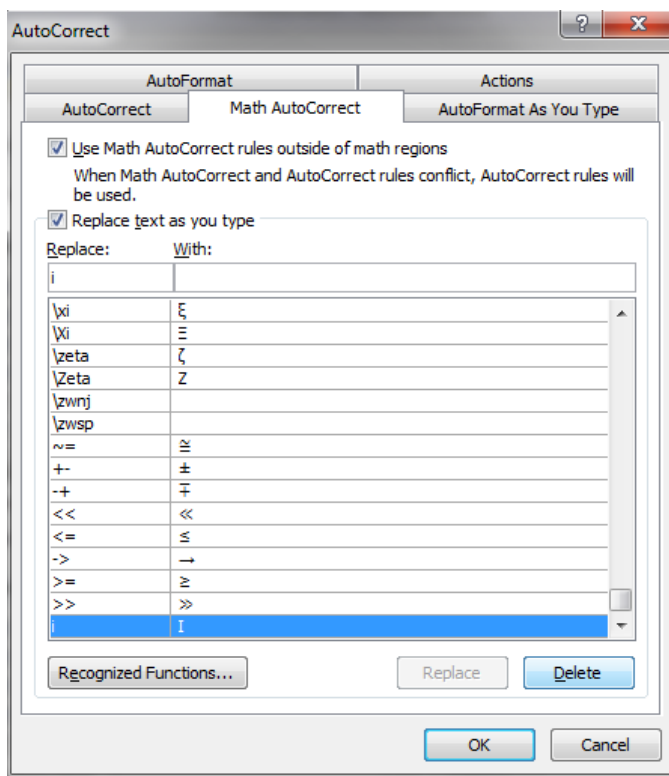 AutoCorrect
AutoFormat Actions
AutoCorrect Math AutoCorrect AutoFormat As You Type
Use Math AutoCorrect rules outside of math regions
When Math AutoCorrect and AutoCorrect rules conflict, AutoCorrect rules will
be used.
Replace text as you type
Replace: With:
i
\xi ξ
\Xi Ξ
\zeta ζ
\Zeta Ζ
\zwnj
\zwsp
~= ≅
+- ±
-+ ∓
<< ≪
<= ≤
-> →
>= ≥
>> ≫
i I
Recognized Functions... Replace Delete
OK Cancel